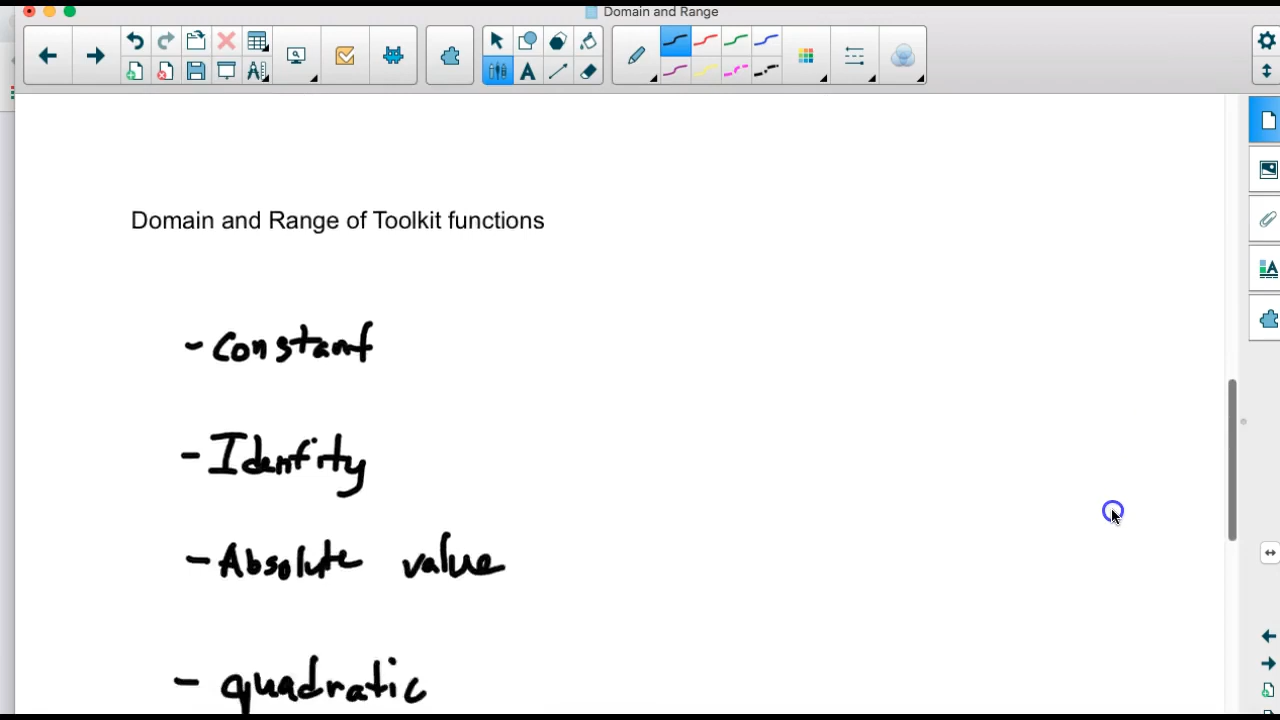 Domain and Range
Domain and Range of Toolkit functions
- Constant
- Identity
- Absolute value
- quadratic